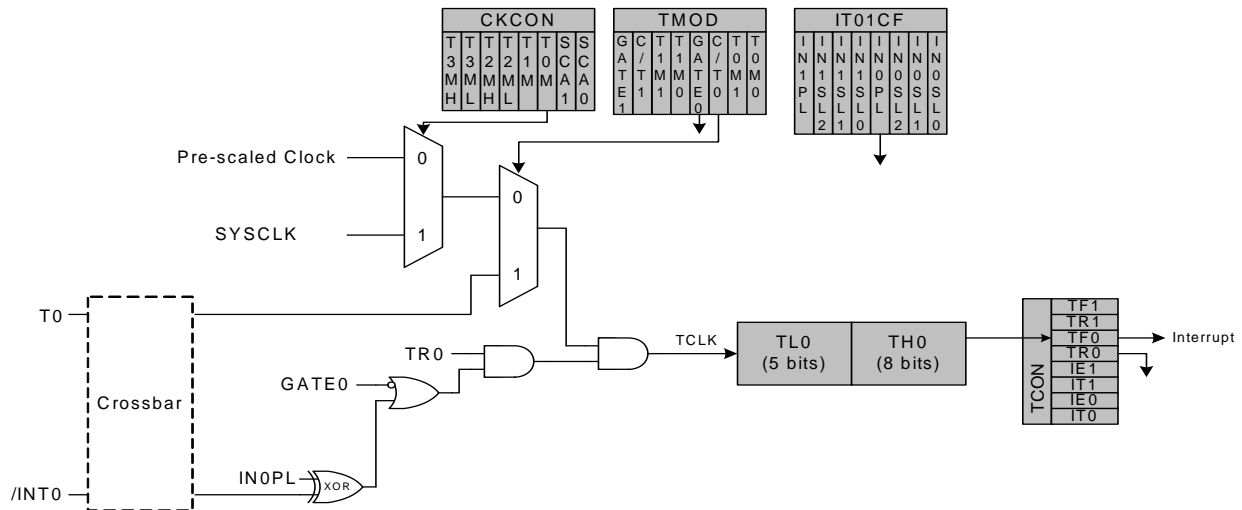 CKCON
T3MH T3ML T2MH T2ML T1M T0M SCA1 SCA0
TMOD
GATE1 C/T1 T1M1 T1M0 GATE0 C/T0 T0M1 T0M0
IT01CF
IN1PL IN1SL2 IN1SL1 IN1SL0 IN0PL IN0SL2 IN0SL1 IN0SL0
Pre-scaled Clock
0
SYSCLK
1
0
1
T0
Crossbar
/INT0
TR0
GATE0
IN0PL
XOR
TCLK
TL0
(5 bits)
TH0
(8 bits)
TCON
TF1
TR1
TF0
TR0
IE1
IT1
IE0
IT0
Interrupt